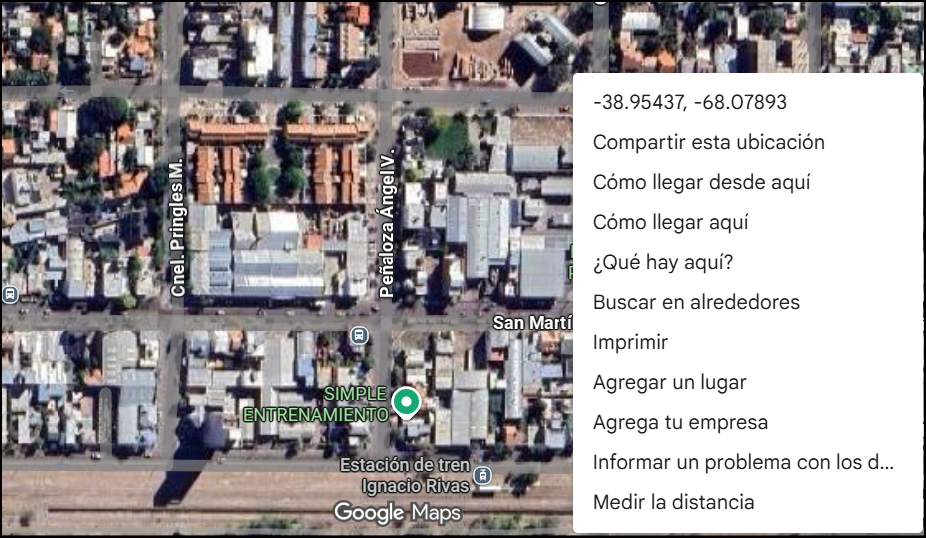 -38.95437, -68.07893
Compartir esta ubicación
Cómo llegar desde aquí
Cómo llegar aquí
¿Qué hay aquí?
Buscar en alrededores
Imprimir
Agregar un lugar
Agrega tu empresa
Informar un problema con los d...
Medir la distancia
Cnel. Pringles M.
Peñaloza Ángel V.
San Martí
SIMPLE
ENTRENAMIENTO
Estación de tren
Ignacio Rivas
Google Maps